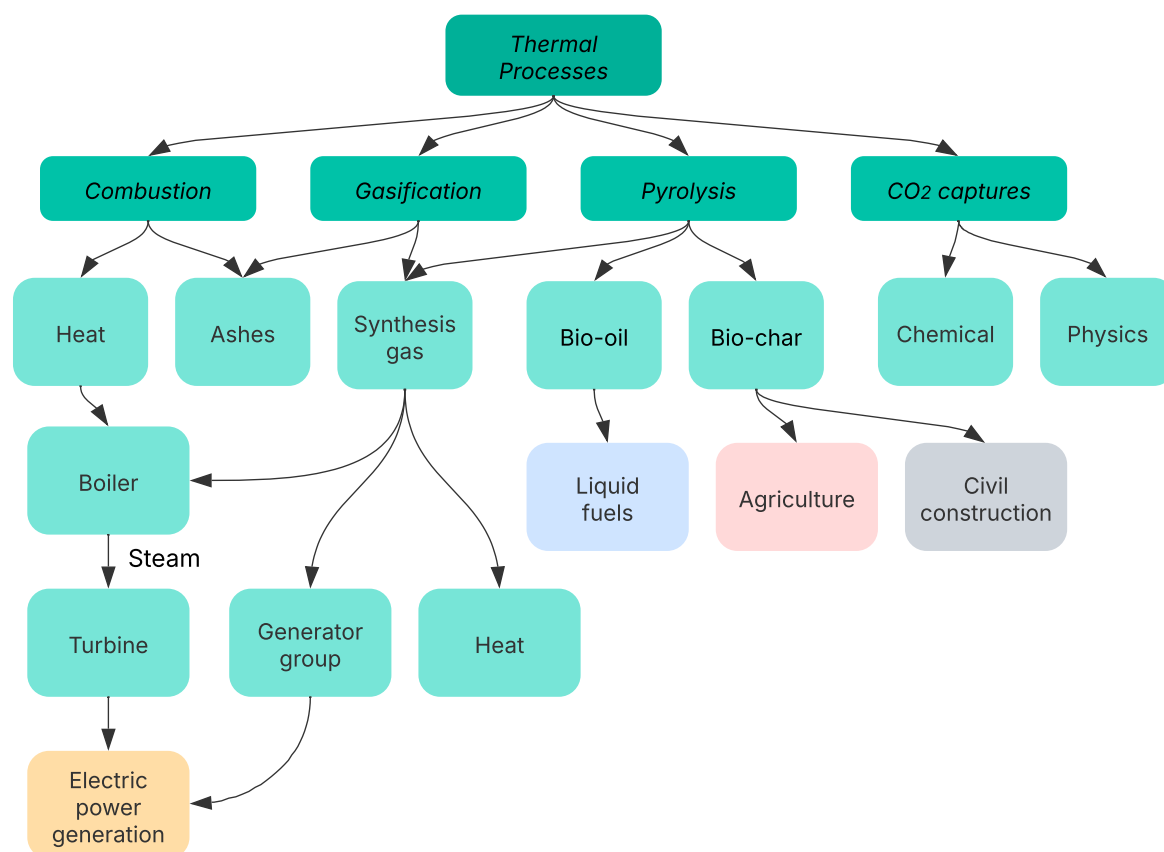 Thermal
Processes
Combustion
Gasification
Pyrolysis
CO2 captures
Heat
Ashes
Synthesis
gas
Bio-oil
Bio-char
Chemical
Physics
Boiler
Liquid
fuels
Agriculture
Civil
construction
Steam
Turbine
Generator
group
Heat
Electric
power
generation